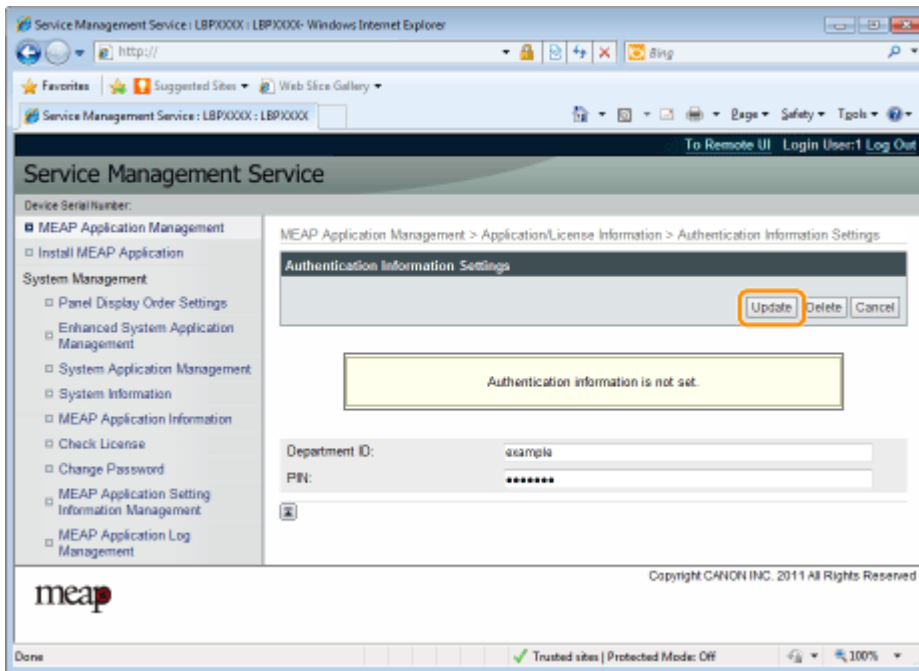 Service Management Service : LBPXXXX : LBPXXXX- Windows Internet Explorer
http://
Bing
Favorites Suggested Sites Web Slice Gallery
Service Management Service : LBPXXXX : LBPXXXX
Page Safety Tools
To Remote UI Login User:1 Log Out
Service Management Service
Device Serial Number:
MEAP Application Management
Install MEAP Application
System Management
Panel Display Order Settings
Enhanced System Application
Management
System Application Management
System Information
MEAP Application Information
Check License
Change Password
MEAP Application Setting
Information Management
MEAP Application Log
Management
MEAP Application Management > Application/License Information > Authentication Information Settings
Authentication Information Settings
Update Delete Cancel
Authentication information is not set.
Department ID: example
PIN: •••••••
Copyright CANON INC. 2011 All Rights Reserved
meap
Done Trusted sites | Protected Mode: Off 100%